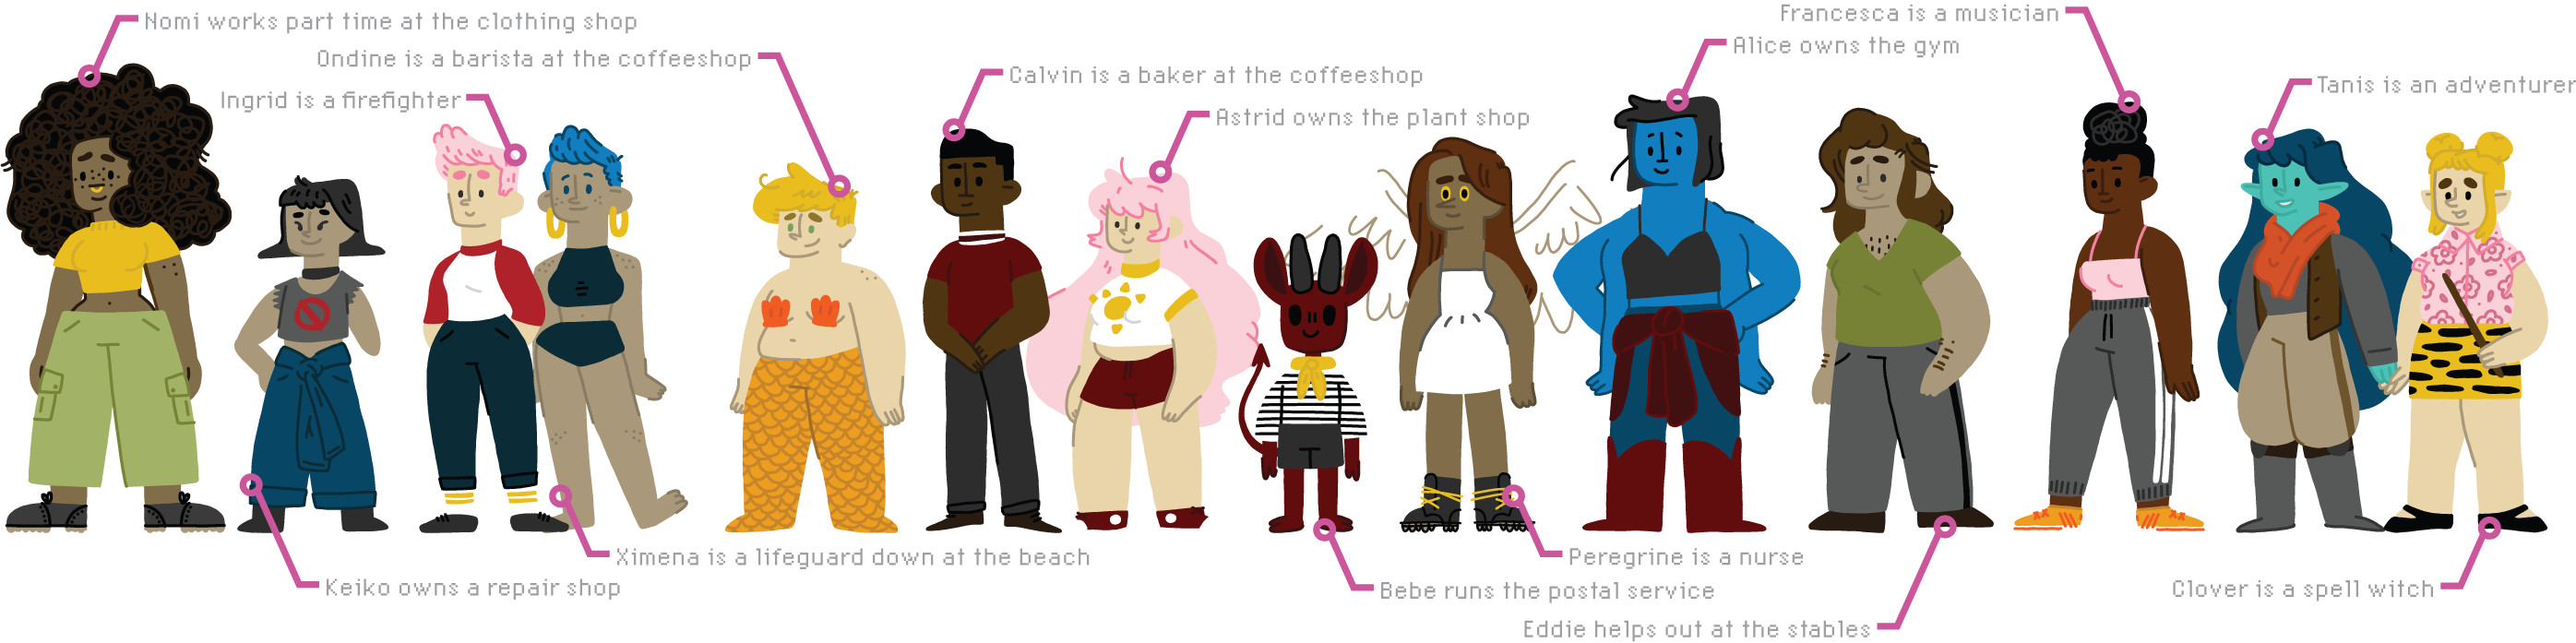 Nomi works part time at the clothing shop
Ondine is a barista at the coffeeshop
Ingrid is a firefighter
Calvin is a baker at the coffeeshop
Astrid owns the plant shop
Francesca is a musician
Alice owns the gym
Tanis is an adventurer
Ximena is a lifeguard down at the beach
Keiko owns a repair shop
Peregrine is a nurse
Bebe runs the postal service
Eddie helps out at the stables
Clover is a spell witch